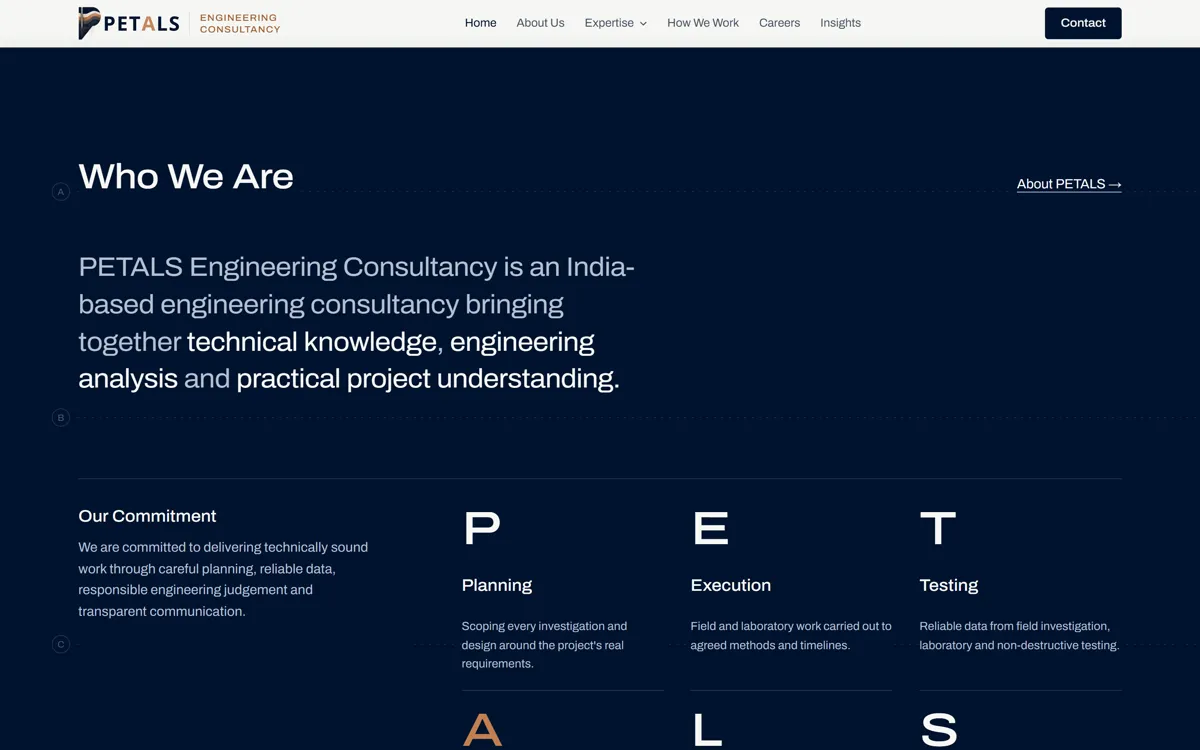 PETALS
ENGINEERING
CONSULTANCY
Home
About Us
Expertise
How We Work
Careers
Insights
Contact
A
Who We Are
About PETALS →
PETALS Engineering Consultancy is an India-
based engineering consultancy bringing
together technical knowledge, engineering
analysis and practical project understanding.
B
Our Commitment
We are committed to delivering technically sound
work through careful planning, reliable data,
responsible engineering judgement and
transparent communication.
C
P
Planning
Scoping every investigation and
design around the project's real
requirements.
E
Execution
Field and laboratory work carried out to
agreed methods and timelines.
T
Testing
Reliable data from field investigation,
laboratory and non-destructive testing.
A
L
S